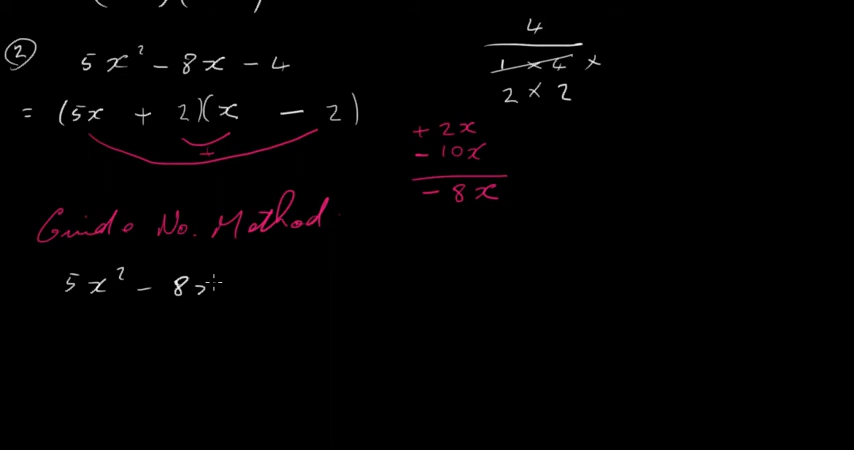 ② 5x² - 8x - 4
= (5x + 2)(x - 2)
+
4
1 × 4 ×
2 × 2
+ 2x
- 10x
- 8x
Guide No. Method
5x² - 8